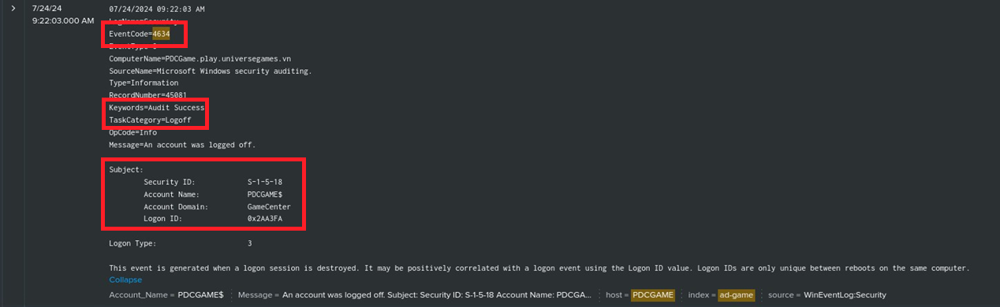 7/24/24
9:22:03.000 AM
07/24/2024 09:22:03 AM
LogName=Security
EventCode=4634
EventType=0
ComputerName=PDCGame.play.universegames.vn
SourceName=Microsoft Windows security auditing.
Type=Information
RecordNumber=45081
Keywords=Audit Success
TaskCategory=Logoff
OpCode=Info
Message=An account was logged off.
Subject:
Security ID: S-1-5-18
Account Name: PDCGAME$
Account Domain: GameCenter
Logon ID: 0x2AA3FA
Logon Type: 3
This event is generated when a logon session is destroyed. It may be positively correlated with a logon event using the Logon ID value. Logon IDs are only unique between reboots on the same computer.
Collapse
Account_Name = PDCGAME$ Message = An account was logged off. Subject: Security ID: S-1-5-18 Account Name: PDCGA... host = PDCGAME index = ad-game source = WinEventLog:Security